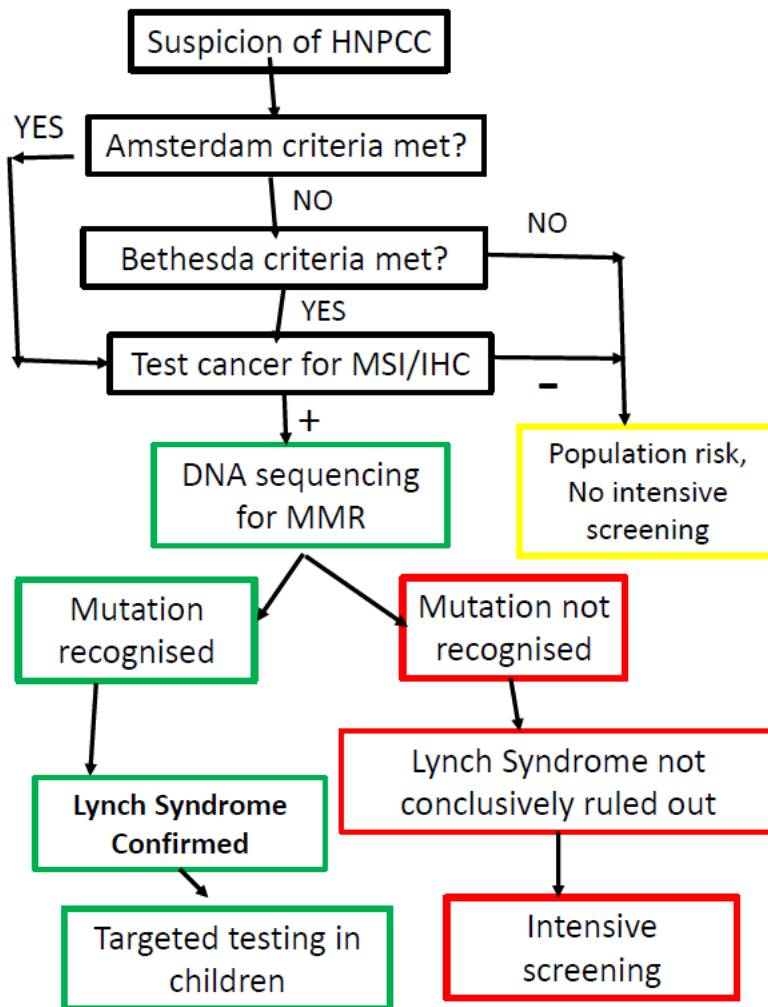 Suspicion of HNPCC
YES
Amsterdam criteria met?
NO
NO
Bethesda criteria met?
YES
Test cancer for MSI/IHC
–
+
DNA sequencing
for MMR
Population risk,
No intensive
screening
Mutation
recognised
Mutation not
recognised
Lynch Syndrome not
conclusively ruled out
Lynch Syndrome
Confirmed
Targeted testing in
children
Intensive
screening